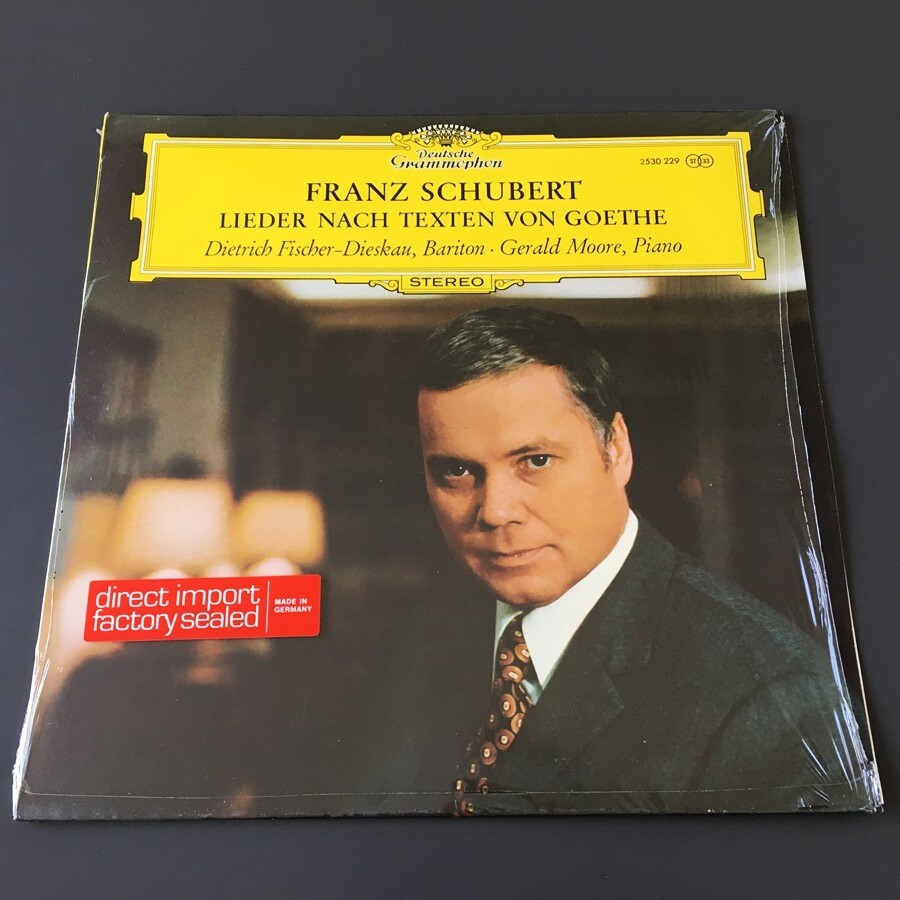 Deutsche
Grammophon
2530 229 ST 33
FRANZ SCHUBERT
LIEDER NACH TEXTEN VON GOETHE
Dietrich Fischer-Dieskau, Bariton · Gerald Moore, Piano
STEREO
direct import
factory sealed
MADE IN
GERMANY